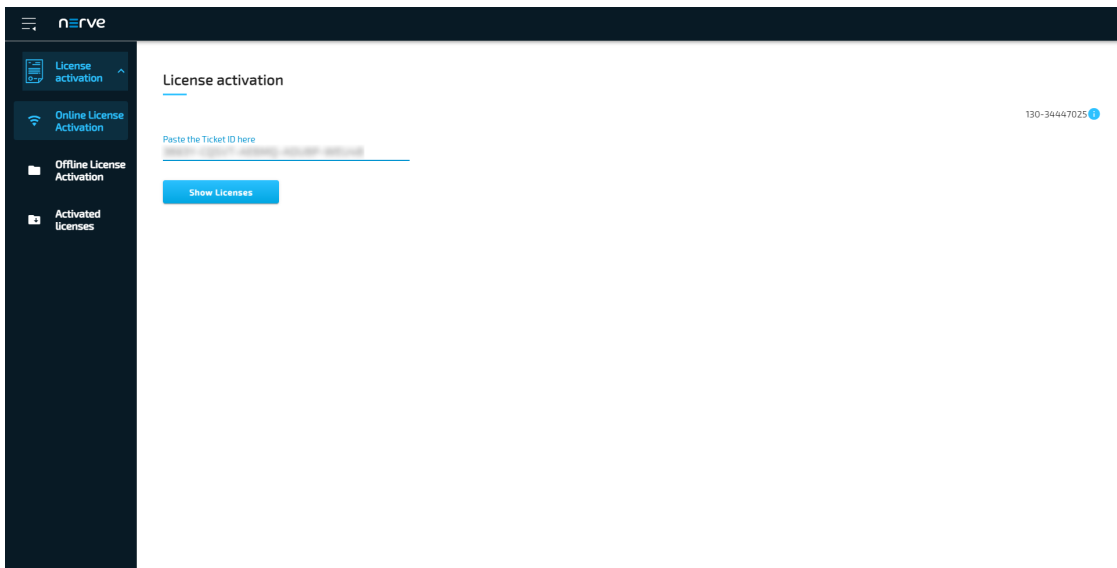 nerve
License
activation
Online License
Activation
Offline License
Activation
Activated
licenses
License activation
130-34447025
Paste the Ticket ID here
Show Licenses